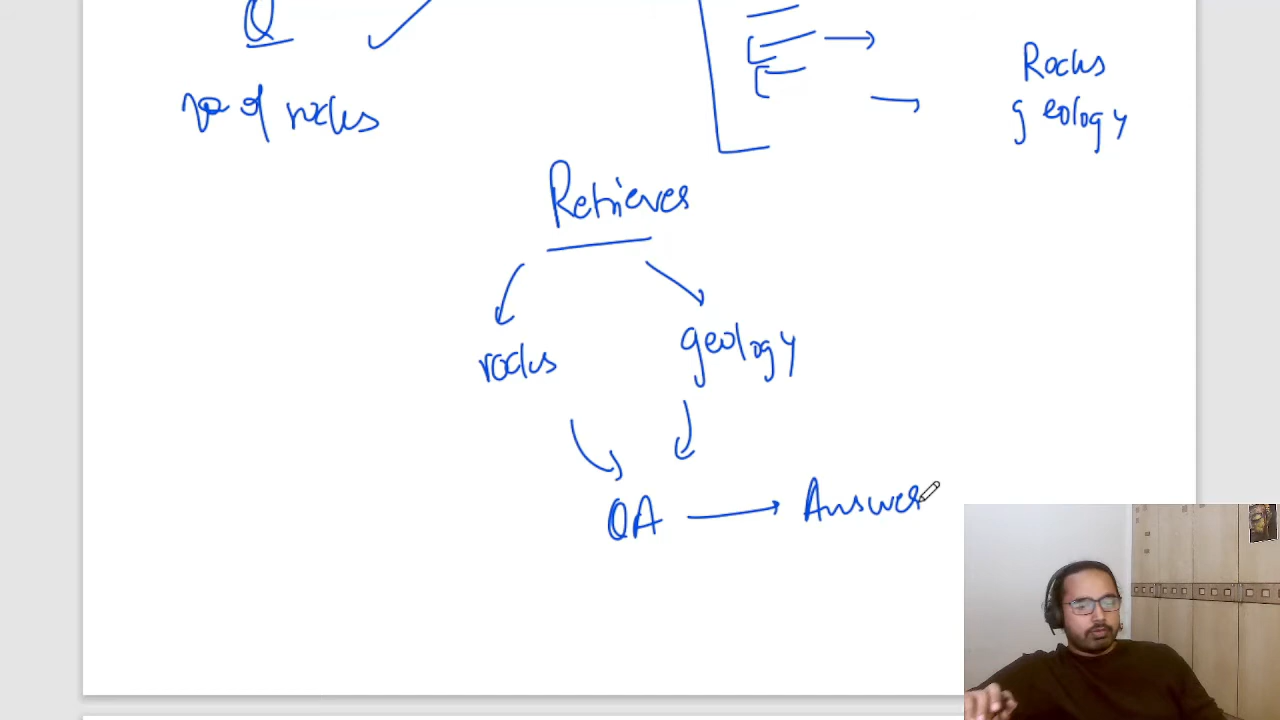 Q
no of rocks
Rocks
geology
Retriever
rocks
geology
QA
Answer